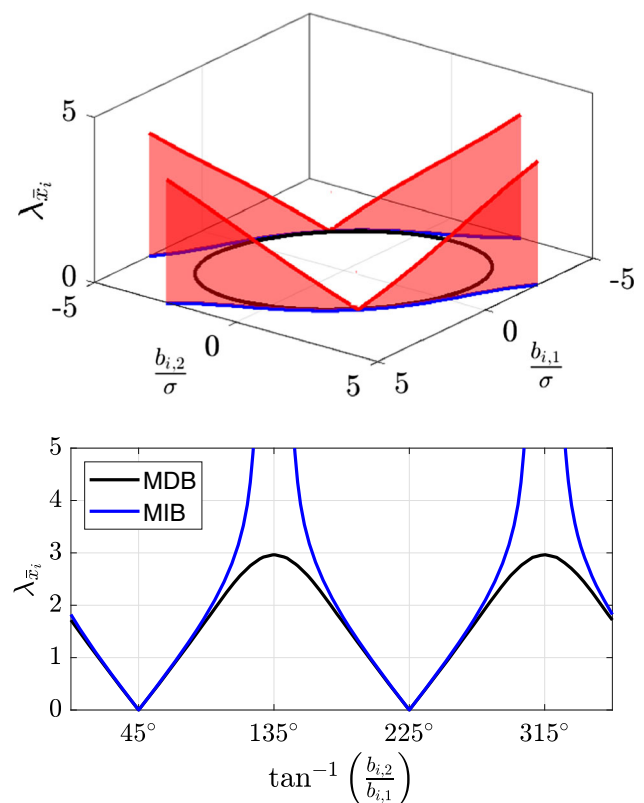 5
λ_{x̄_i}
0
-5
-5
0
0
b_{i,2}/σ
b_{i,1}/σ
5
5
5
MDB
4
MIB
3
λ_{x̄_i}
2
1
0
45°
135°
225°
315°
tan⁻¹ (b_{i,2}/b_{i,1})